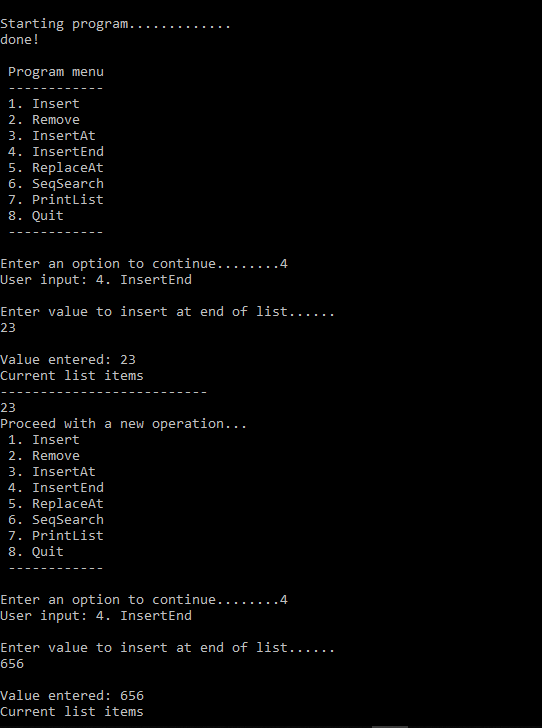 Starting program.............
done!
Program menu
------------
1. Insert
2. Remove
3. InsertAt
4. InsertEnd
5. ReplaceAt
6. SeqSearch
7. PrintList
8. Quit
------------
Enter an option to continue........4
User input: 4. InsertEnd
Enter value to insert at end of list......
23
Value entered: 23
Current list items
--------------------------
23
Proceed with a new operation...
1. Insert
2. Remove
3. InsertAt
4. InsertEnd
5. ReplaceAt
6. SeqSearch
7. PrintList
8. Quit
------------
Enter an option to continue........4
User input: 4. InsertEnd
Enter value to insert at end of list......
656
Value entered: 656
Current list items